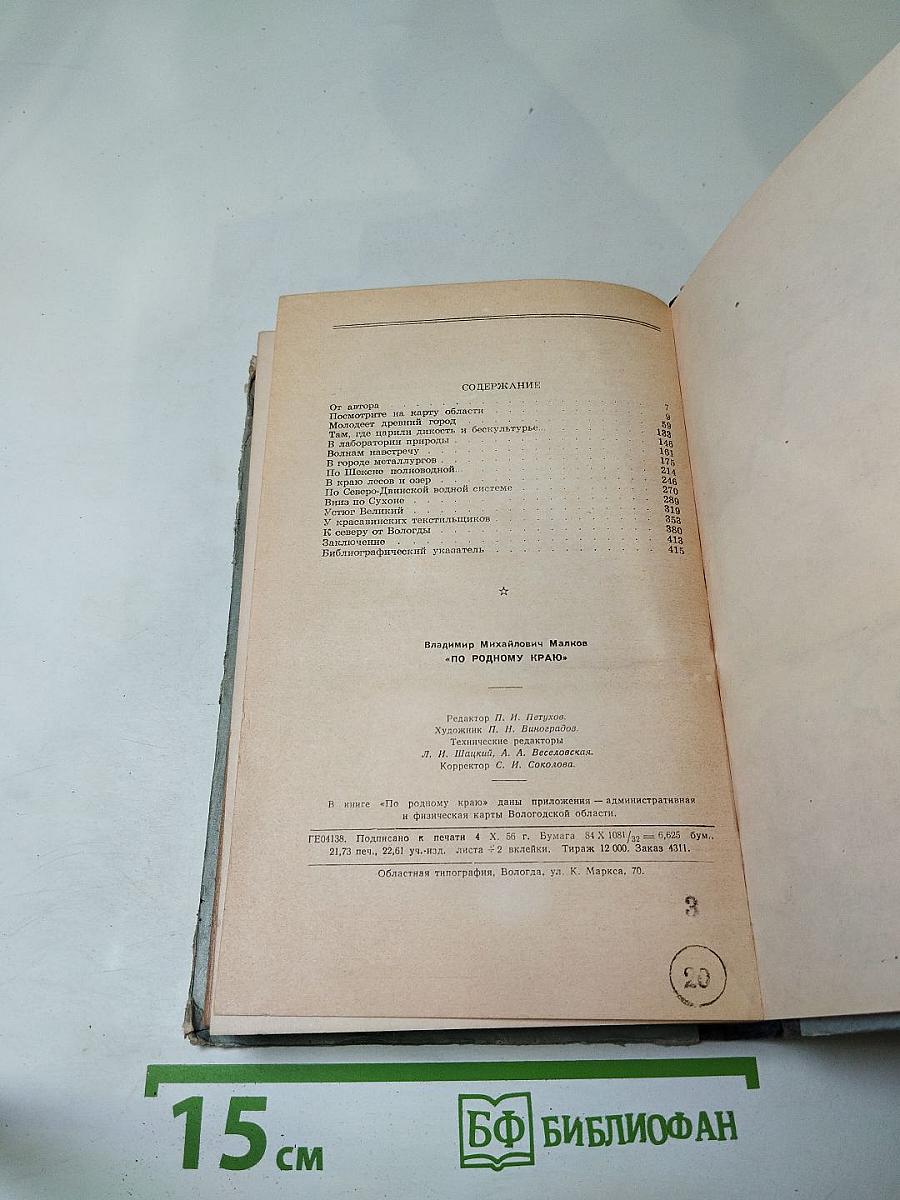 СОДЕРЖАНИЕ
От автора 7
Посмотрите на карту области 9
Молодеет древний город 59
Там, где царили дикость и бескультурье 133
В лаборатории природы 146
Волнам навстречу 161
В городе металлургов 175
По Шексне полноводной 214
В краю лесов и озер 246
По Северо-Двинской водной системе 270
Вниз по Сухоне 289
Устюг Великий 319
У красавинских текстильщиков 353
К северу от Вологды 380
Заключение 413
Библиографический указатель 415
☆
Владимир Михайлович Малков
«ПО РОДНОМУ КРАЮ»
Редактор П. И. Петухов.
Художник П. Н. Виноградов.
Технические редакторы
Л. И. Шацкий, А. А. Веселовская.
Корректор С. И. Соколова.
В книге «По родному краю» даны приложения — административная
и физическая карты Вологодской области.
ГЕ04138. Подписано к печати 4 X. 56 г. Бумага 84 X 1081/32 = 6,625 бум.,
21,73 печ., 22,61 уч.-изд. листа ÷ 2 вклейки. Тираж 12 000. Заказ 4311.
Областная типография, Вологда, ул. К. Маркса, 70.
3
20
15 см
БФ БИБЛИОФАН